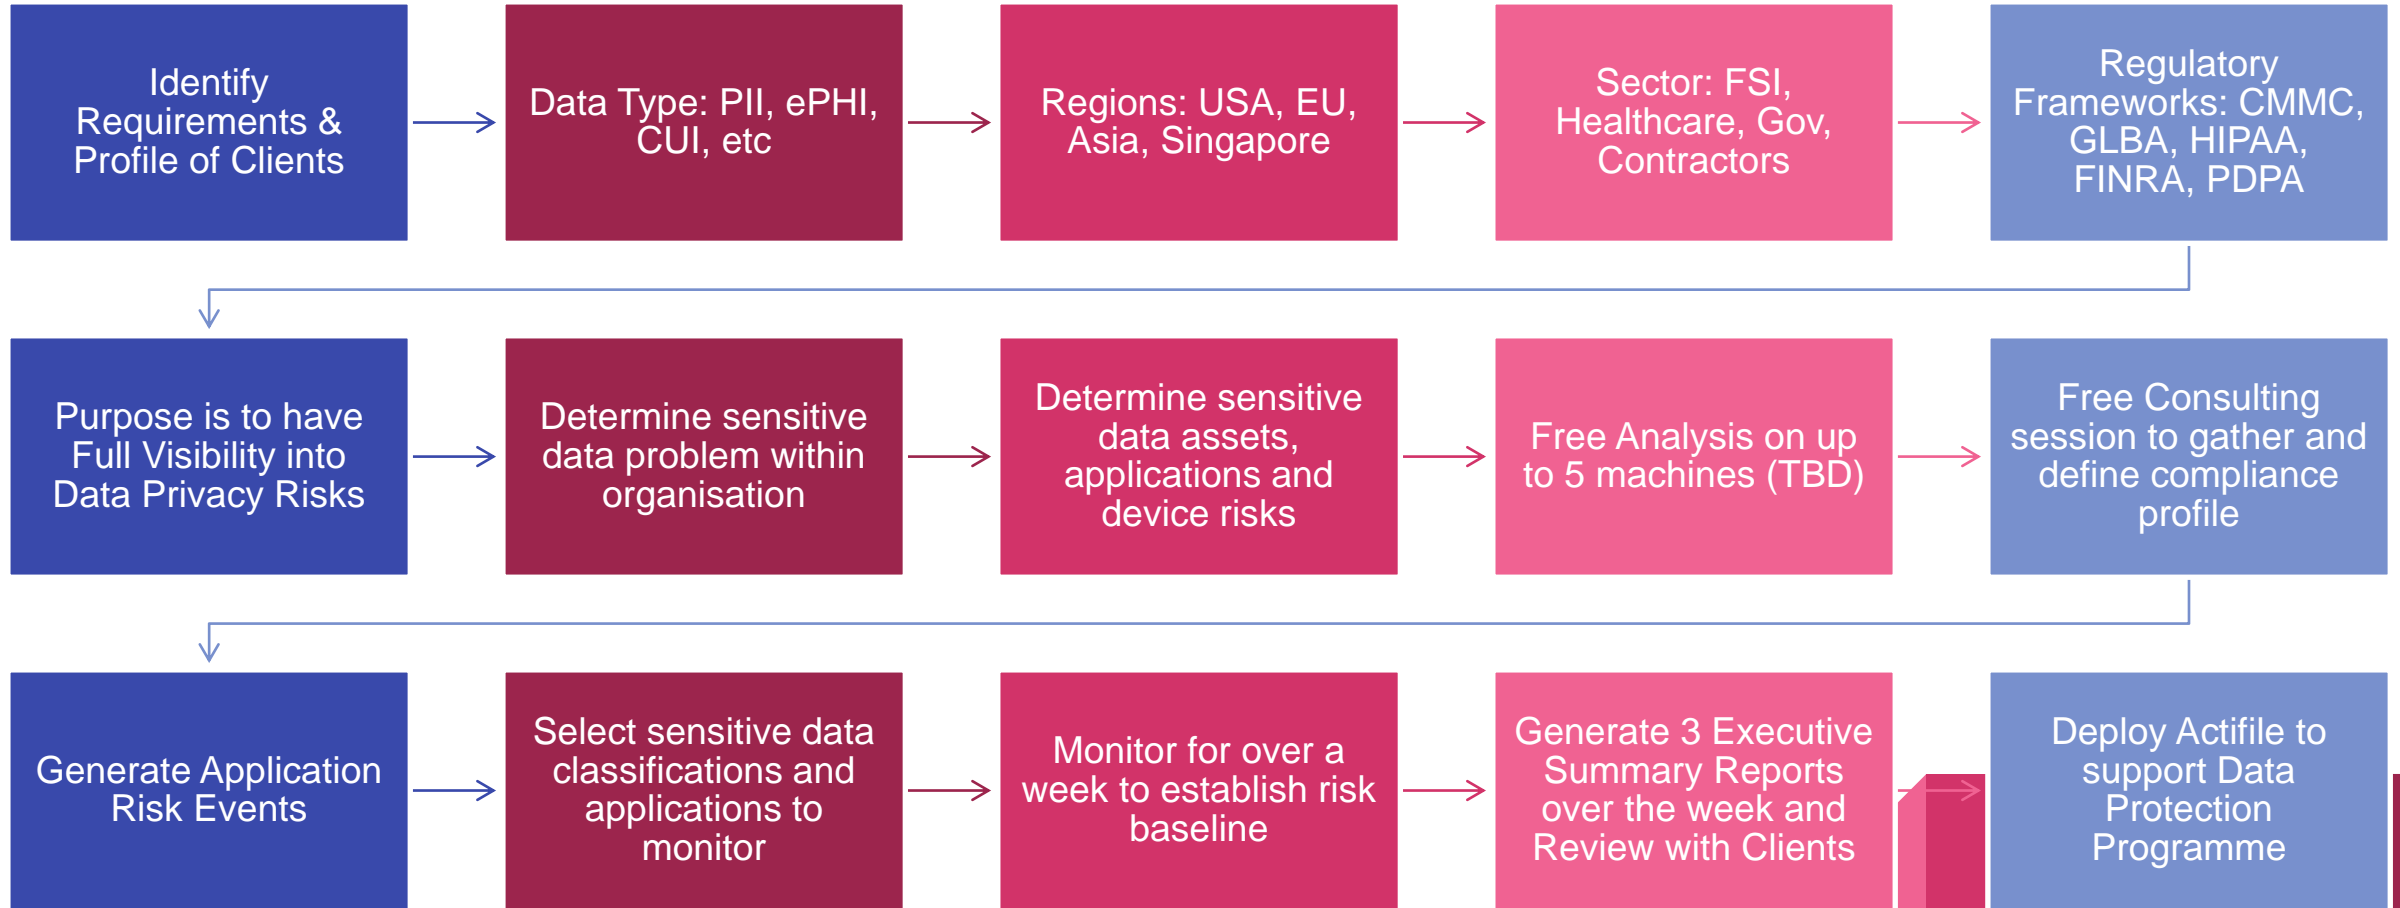 Identify
Requirements &
Profile of Clients
Data Type: PII, ePHI,
CUI, etc
Regions: USA, EU,
Asia, Singapore
Sector: FSI,
Healthcare, Gov,
Contractors
Regulatory
Frameworks: CMMC,
GLBA, HIPAA,
FINRA, PDPA
Purpose is to have
Full Visibility into
Data Privacy Risks
Determine sensitive
data problem within
organisation
Determine sensitive
data assets,
applications and
device risks
Free Analysis on up
to 5 machines (TBD)
Free Consulting
session to gather and
define compliance
profile
Generate Application
Risk Events
Select sensitive data
classifications and
applications to
monitor
Monitor for over a
week to establish risk
baseline
Generate 3 Executive
Summary Reports
over the week and
Review with Clients
Deploy Actifile to
support Data
Protection
Programme